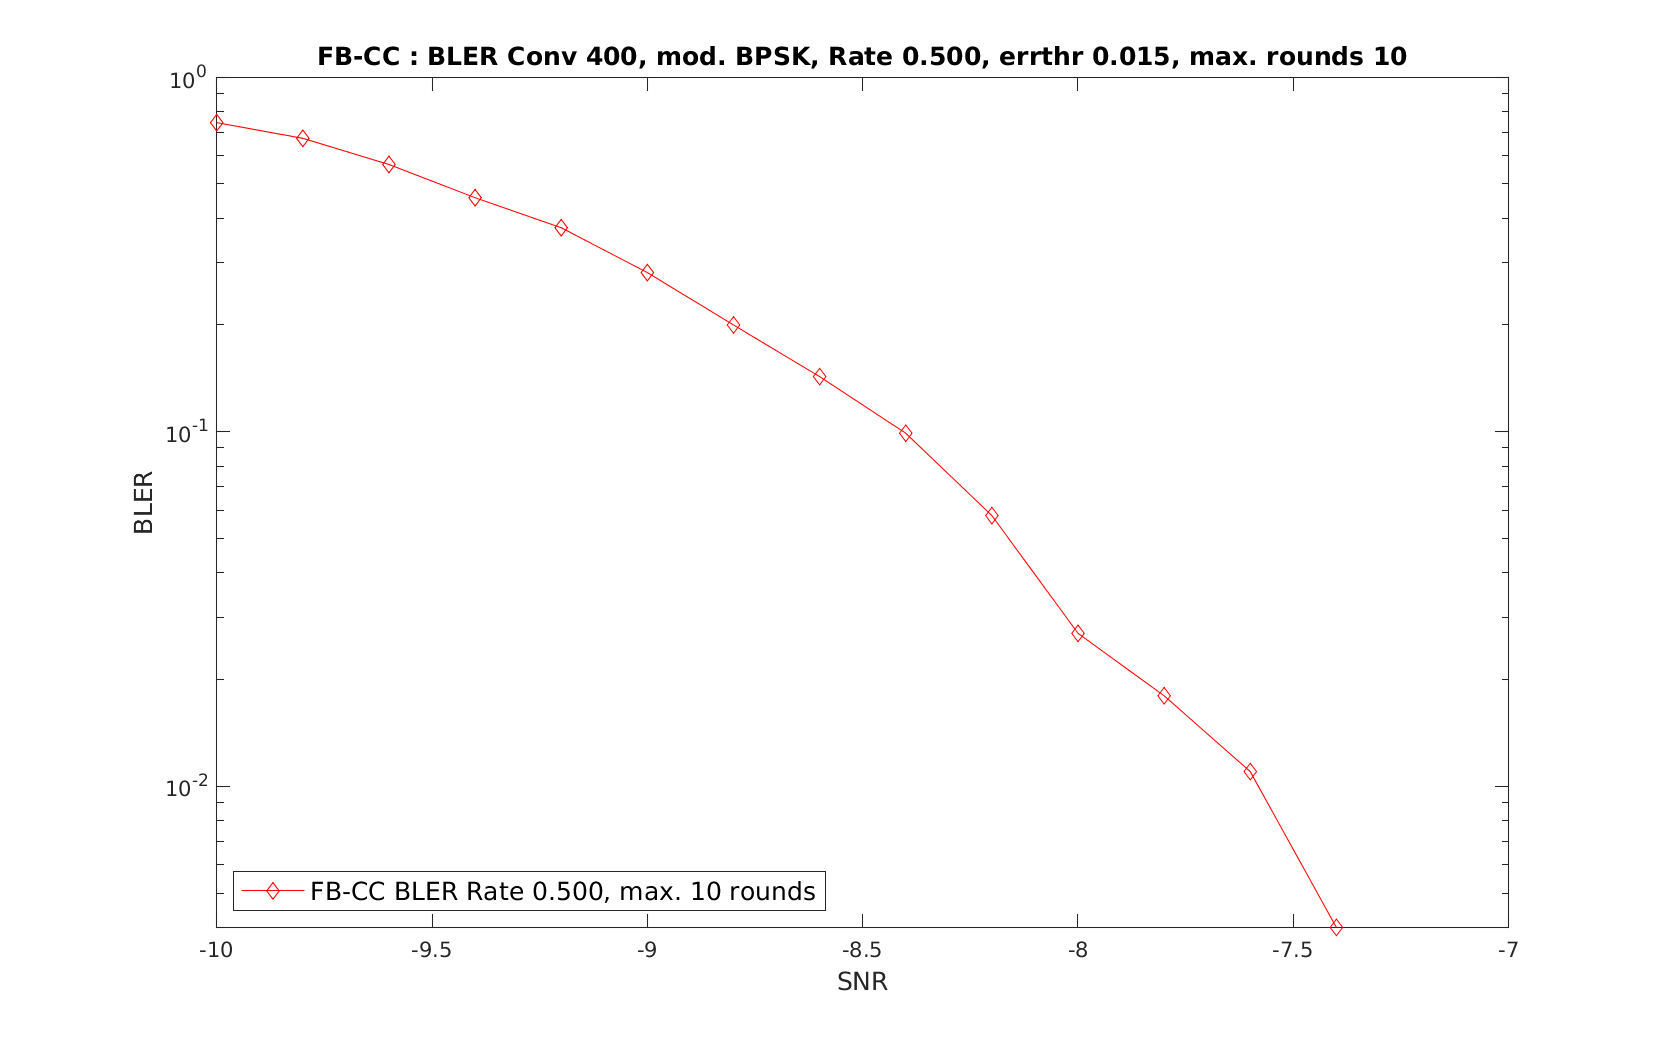 FB-CC : BLER Conv 400, mod. BPSK, Rate 0.500, errthr 0.015, max. rounds 10
10^0
10^-1
10^-2
BLER
FB-CC BLER Rate 0.500, max. 10 rounds
-10 -9.5 -9 -8.5 -8 -7.5 -7
SNR